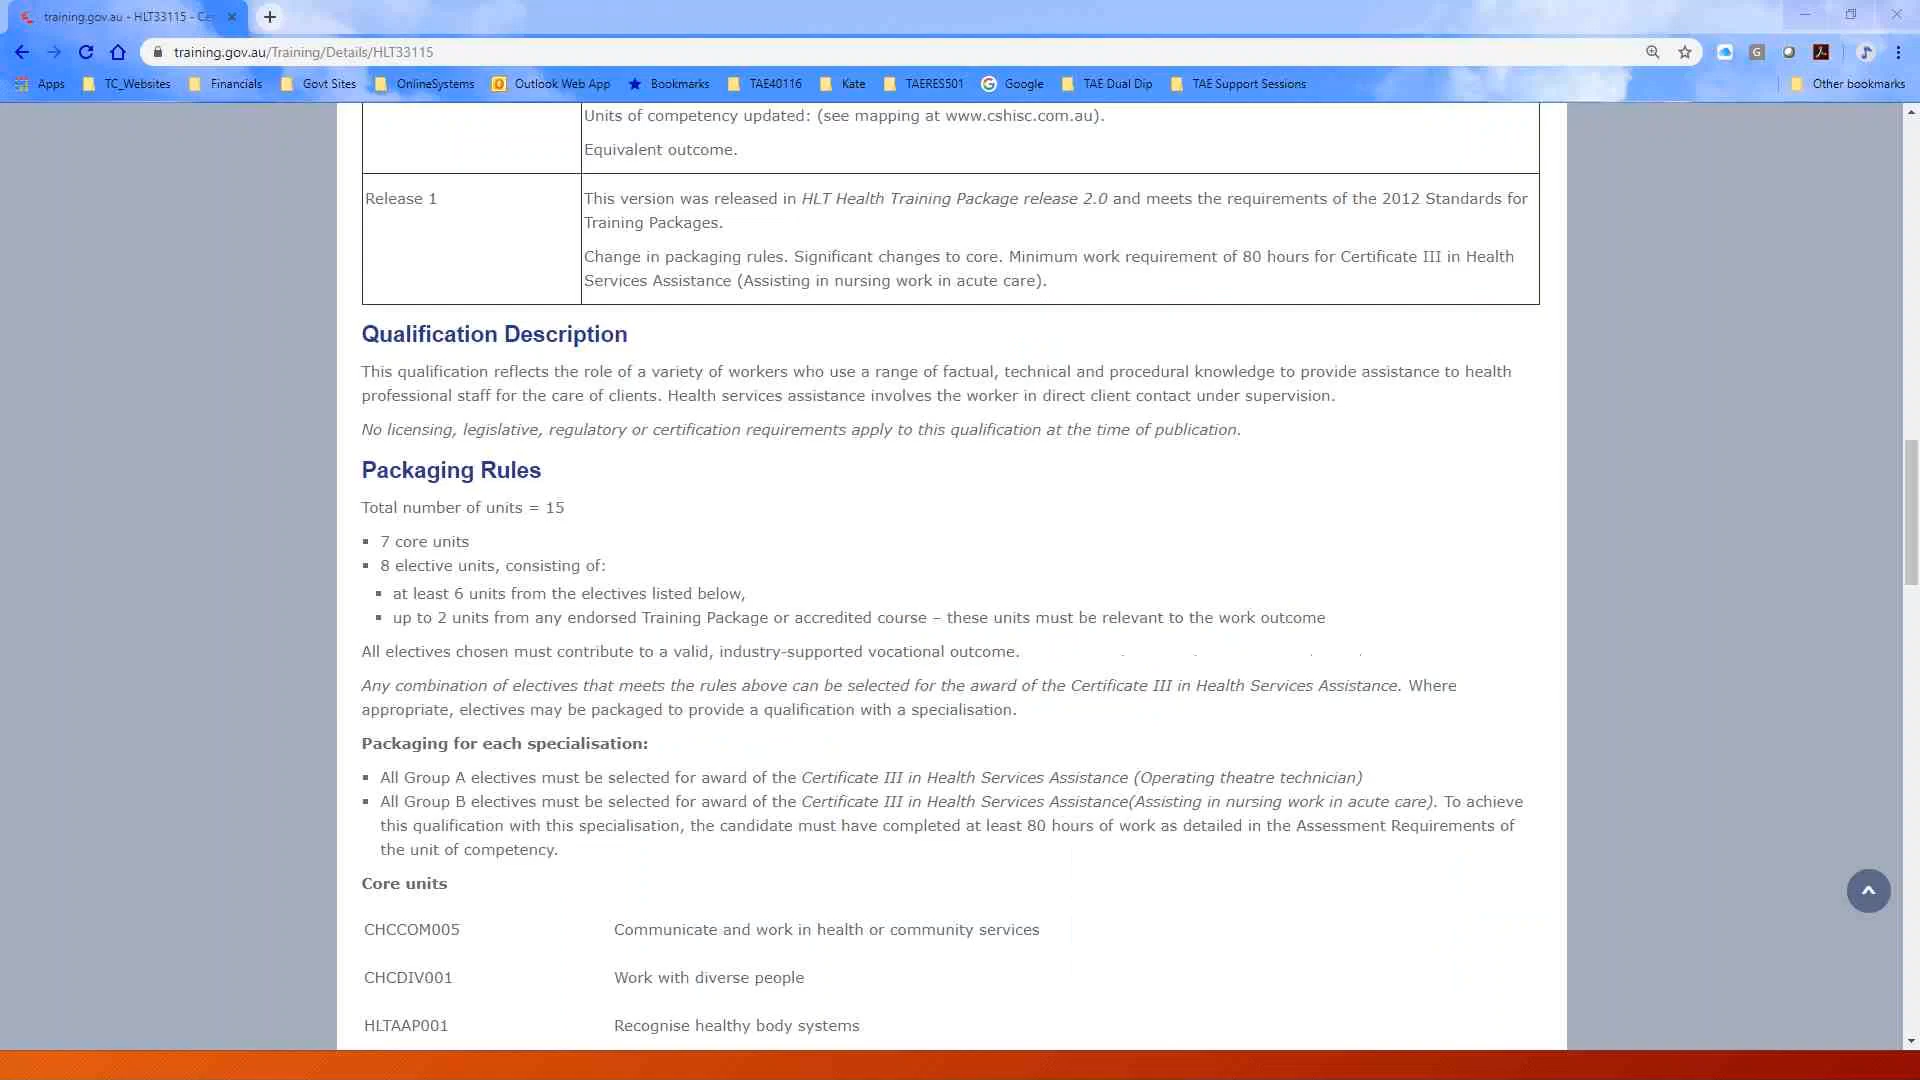 training.gov.au - HLT33115 - Ce
training.gov.au/Training/Details/HLT33115
Apps TC_Websites Financials Govt Sites OnlineSystems Outlook Web App Bookmarks TAE40116 Kate TAERES501 Google TAE Dual Dip TAE Support Sessions Other bookmarks
Units of competency updated: (see mapping at www.cshisc.com.au).
Equivalent outcome.
Release 1
This version was released in HLT Health Training Package release 2.0 and meets the requirements of the 2012 Standards for
Training Packages.
Change in packaging rules. Significant changes to core. Minimum work requirement of 80 hours for Certificate III in Health
Services Assistance (Assisting in nursing work in acute care).
Qualification Description
This qualification reflects the role of a variety of workers who use a range of factual, technical and procedural knowledge to provide assistance to health
professional staff for the care of clients. Health services assistance involves the worker in direct client contact under supervision.
No licensing, legislative, regulatory or certification requirements apply to this qualification at the time of publication.
Packaging Rules
Total number of units = 15
▪ 7 core units
▪ 8 elective units, consisting of:
▪ at least 6 units from the electives listed below,
▪ up to 2 units from any endorsed Training Package or accredited course – these units must be relevant to the work outcome
All electives chosen must contribute to a valid, industry-supported vocational outcome.
Any combination of electives that meets the rules above can be selected for the award of the Certificate III in Health Services Assistance. Where
appropriate, electives may be packaged to provide a qualification with a specialisation.
Packaging for each specialisation:
▪ All Group A electives must be selected for award of the Certificate III in Health Services Assistance (Operating theatre technician)
▪ All Group B electives must be selected for award of the Certificate III in Health Services Assistance(Assisting in nursing work in acute care). To achieve
this qualification with this specialisation, the candidate must have completed at least 80 hours of work as detailed in the Assessment Requirements of
the unit of competency.
Core units
CHCCOM005 Communicate and work in health or community services
CHCDIV001 Work with diverse people
HLTAAP001 Recognise healthy body systems